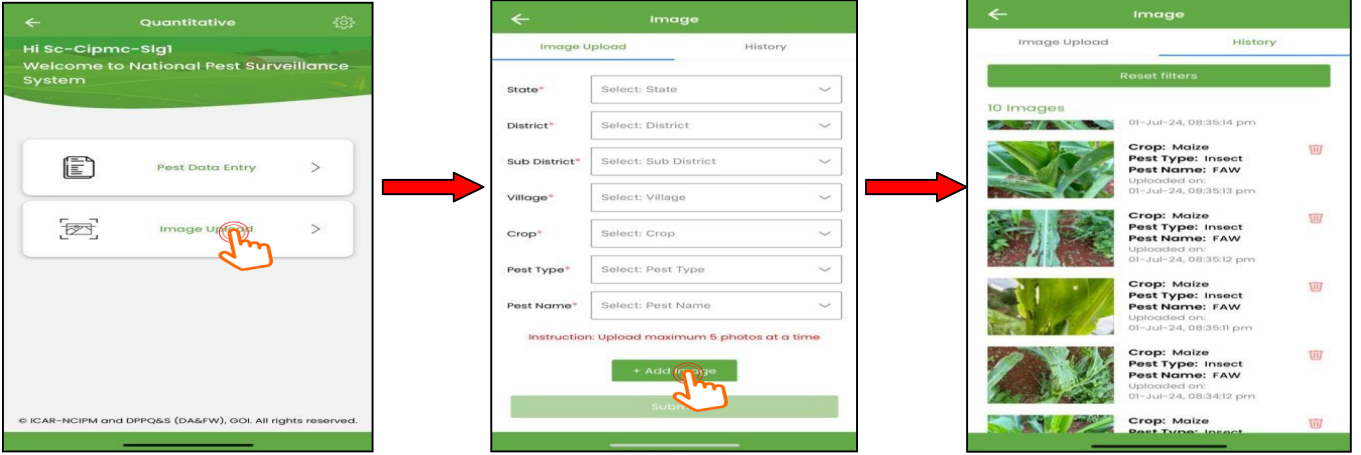 Quantitative
Hi Sc-Cipmc-Slg1
Welcome to National Pest Surveillance
System
Pest Data Entry
Image Upload
© ICAR-NCIPM and DPPQ&S (DA&FW), GOI. All rights reserved.
Image
Image Upload
History
State*
Select: State
District*
Select: District
Sub District*
Select: Sub District
Village*
Select: Village
Crop*
Select: Crop
Pest Type*
Select: Pest Type
Pest Name*
Select: Pest Name
Instruction: Upload maximum 5 photos at a time
+ Add Image
Image
Image Upload
History
Reset filters
10 Images
01-Jul-24, 08:35:14 pm
Crop: Maize
Pest Type: Insect
Pest Name: FAW
Uploaded on:
01-Jul-24, 08:35:13 pm
Crop: Maize
Pest Type: Insect
Pest Name: FAW
Uploaded on:
01-Jul-24, 08:35:12 pm
Crop: Maize
Pest Type: Insect
Pest Name: FAW
Uploaded on:
01-Jul-24, 08:35:11 pm
Crop: Maize
Pest Type: Insect
Pest Name: FAW
Uploaded on:
01-Jul-24, 08:34:12 pm
Crop: Maize
Pest Type: Insect